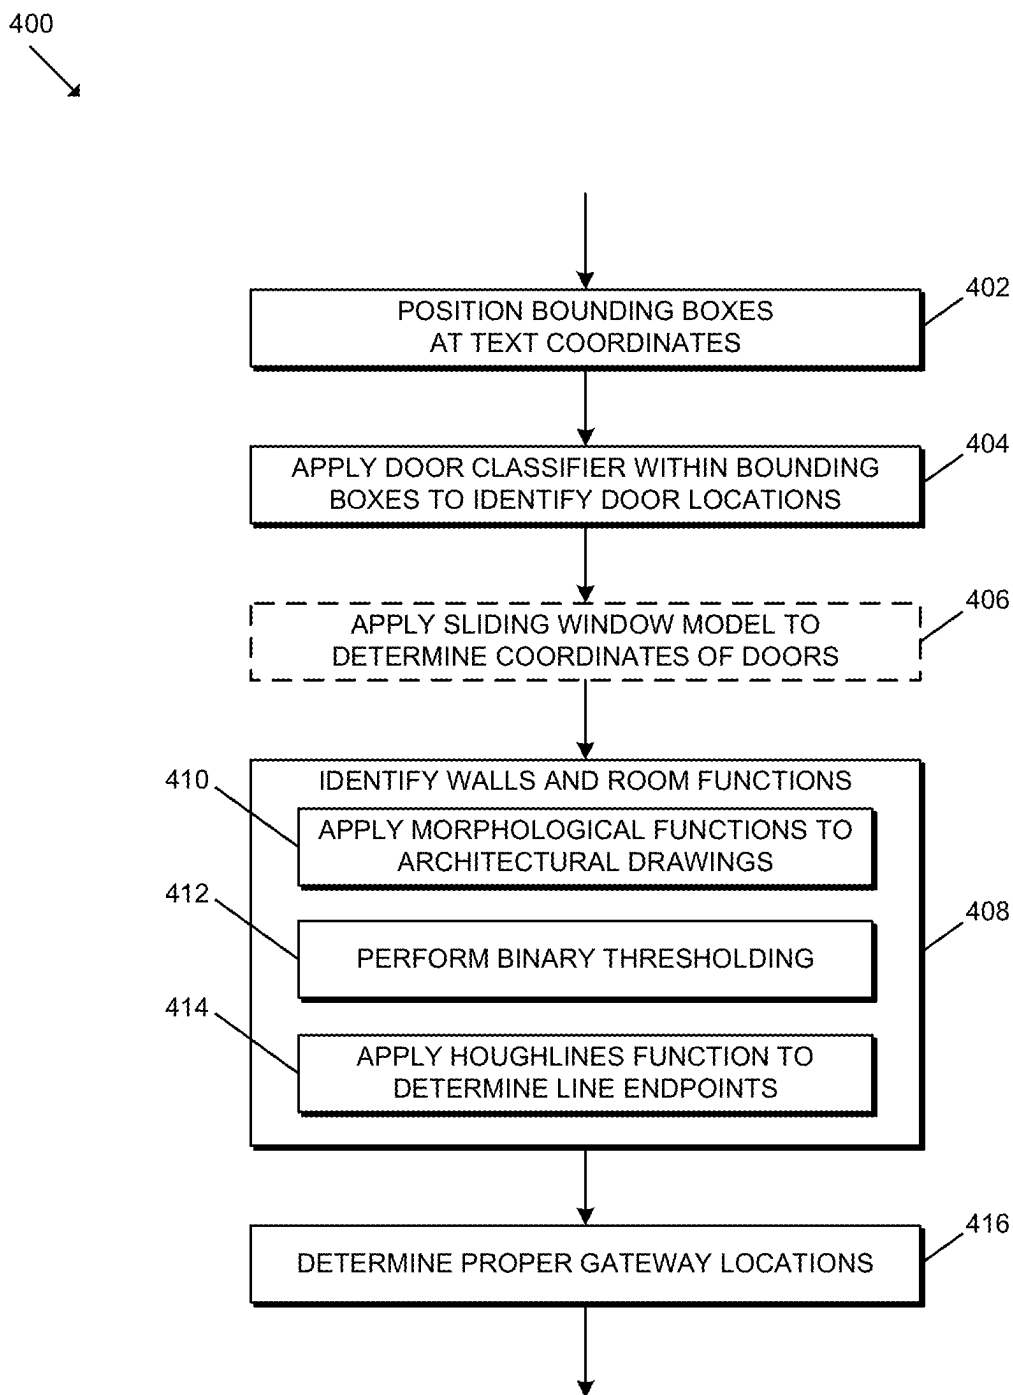 400
POSITION BOUNDING BOXES
AT TEXT COORDINATES
402
APPLY DOOR CLASSIFIER WITHIN BOUNDING
BOXES TO IDENTIFY DOOR LOCATIONS
404
APPLY SLIDING WINDOW MODEL TO
DETERMINE COORDINATES OF DOORS
406
IDENTIFY WALLS AND ROOM FUNCTIONS
408
410
APPLY MORPHOLOGICAL FUNCTIONS TO
ARCHITECTURAL DRAWINGS
412
PERFORM BINARY THRESHOLDING
414
APPLY HOUGHLINES FUNCTION TO
DETERMINE LINE ENDPOINTS
DETERMINE PROPER GATEWAY LOCATIONS
416